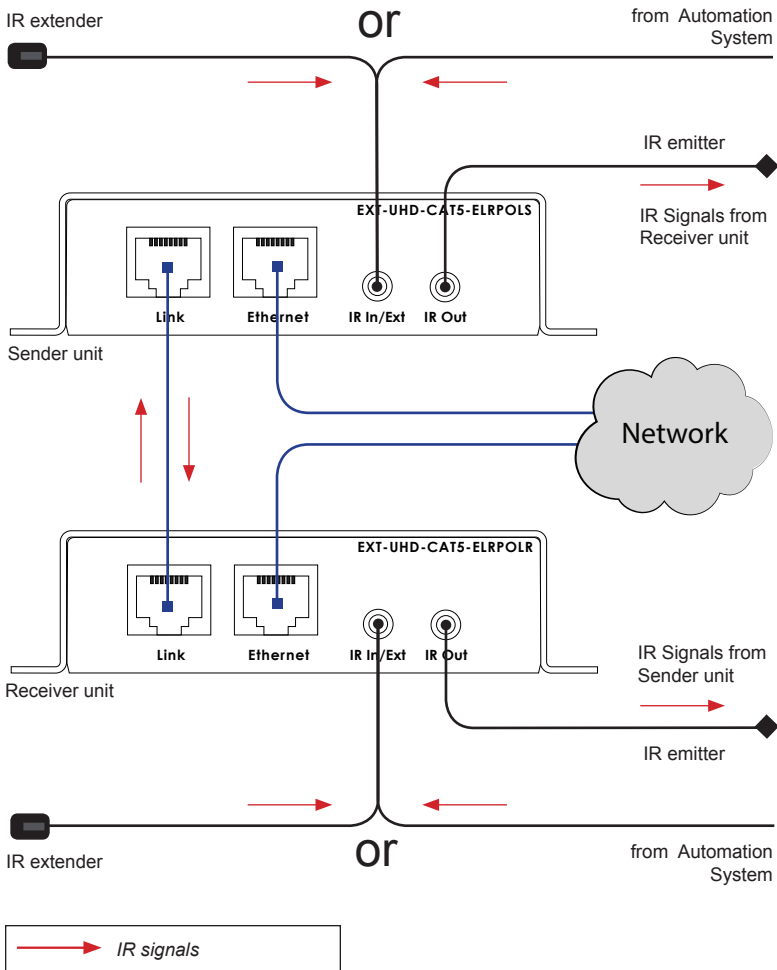 IR extender
or
from Automation
System
IR emitter
EXT-UHD-CAT5-ELRPOLS
IR Signals from
Receiver unit
Link
Ethernet
IR In/Ext
IR Out
Sender unit
Network
EXT-UHD-CAT5-ELRPOLR
Link
Ethernet
IR In/Ext
IR Out
IR Signals from
Sender unit
Receiver unit
IR emitter
IR extender
or
from Automation
System
IR signals